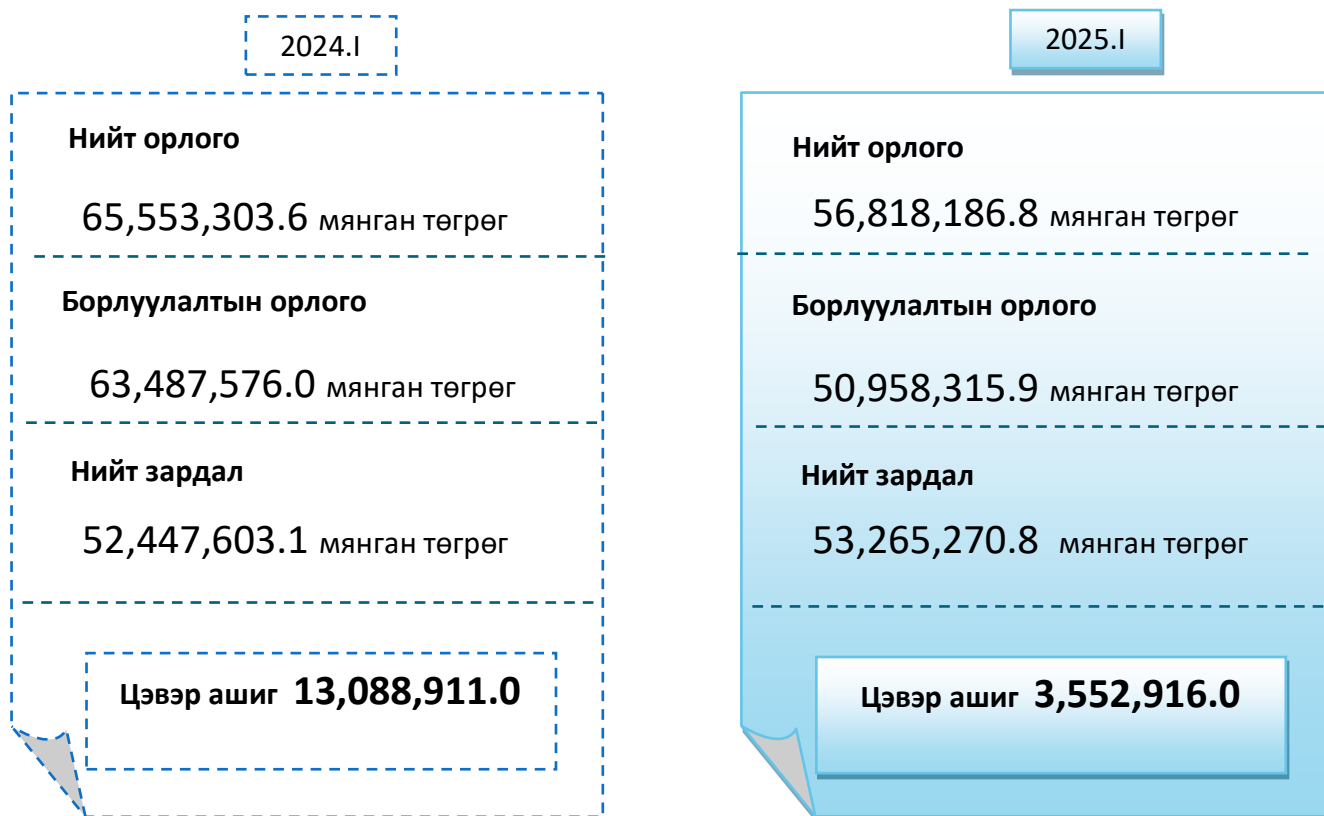 2024.I
Нийт орлого
65,553,303.6 мянган төгрөг
Борлуулалтын орлого
63,487,576.0 мянган төгрөг
Нийт зардал
52,447,603.1 мянган төгрөг
Цэвэр ашиг 13,088,911.0
2025.I
Нийт орлого
56,818,186.8 мянган төгрөг
Борлуулалтын орлого
50,958,315.9 мянган төгрөг
Нийт зардал
53,265,270.8 мянган төгрөг
Цэвэр ашиг 3,552,916.0